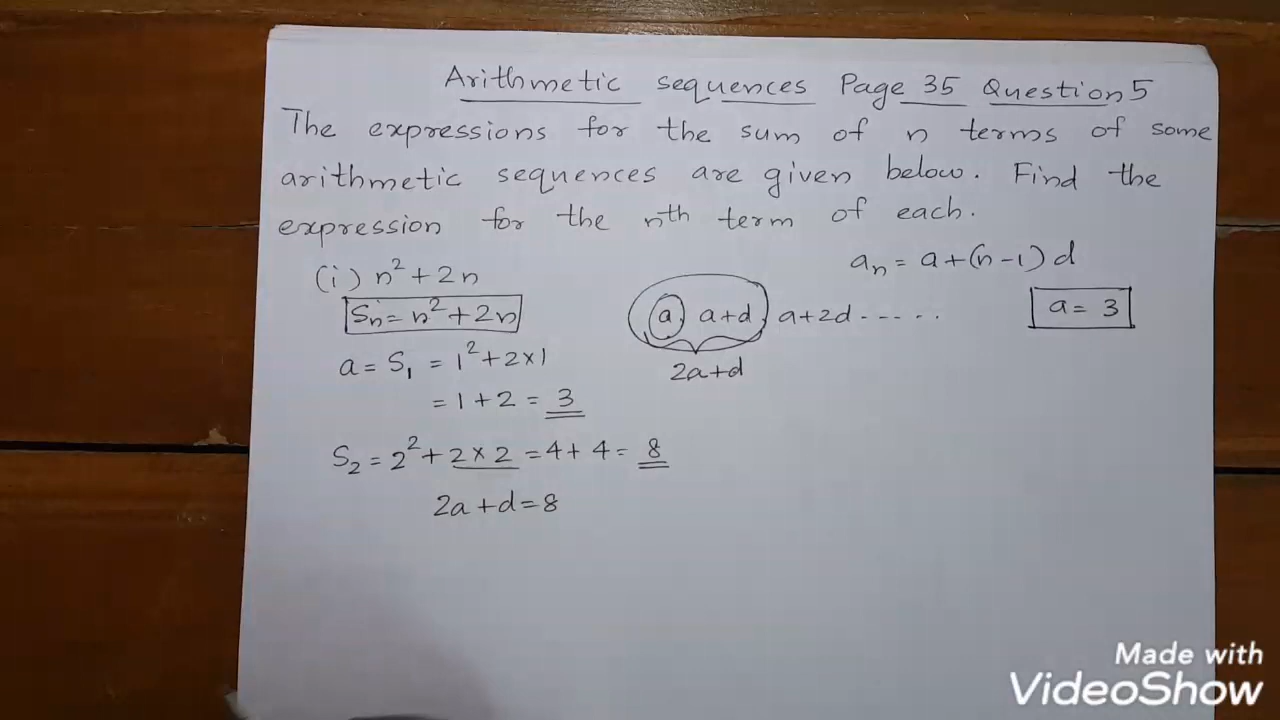 Arithmetic sequences Page 35 Question 5
The expressions for the sum of n terms of some
arithmetic sequences are given below. Find the
expression for the nth term of each.
aₙ = a+(n-1)d
(i) n²+2n
Sₙ=n²+2n
a, a+d, a+2d-----
a= 3
2a+d
a= S₁ = 1²+2×1
= 1+2 = 3
S₂ = 2²+2×2 =4+4= 8
2a+d=8
Made with
VideoShow